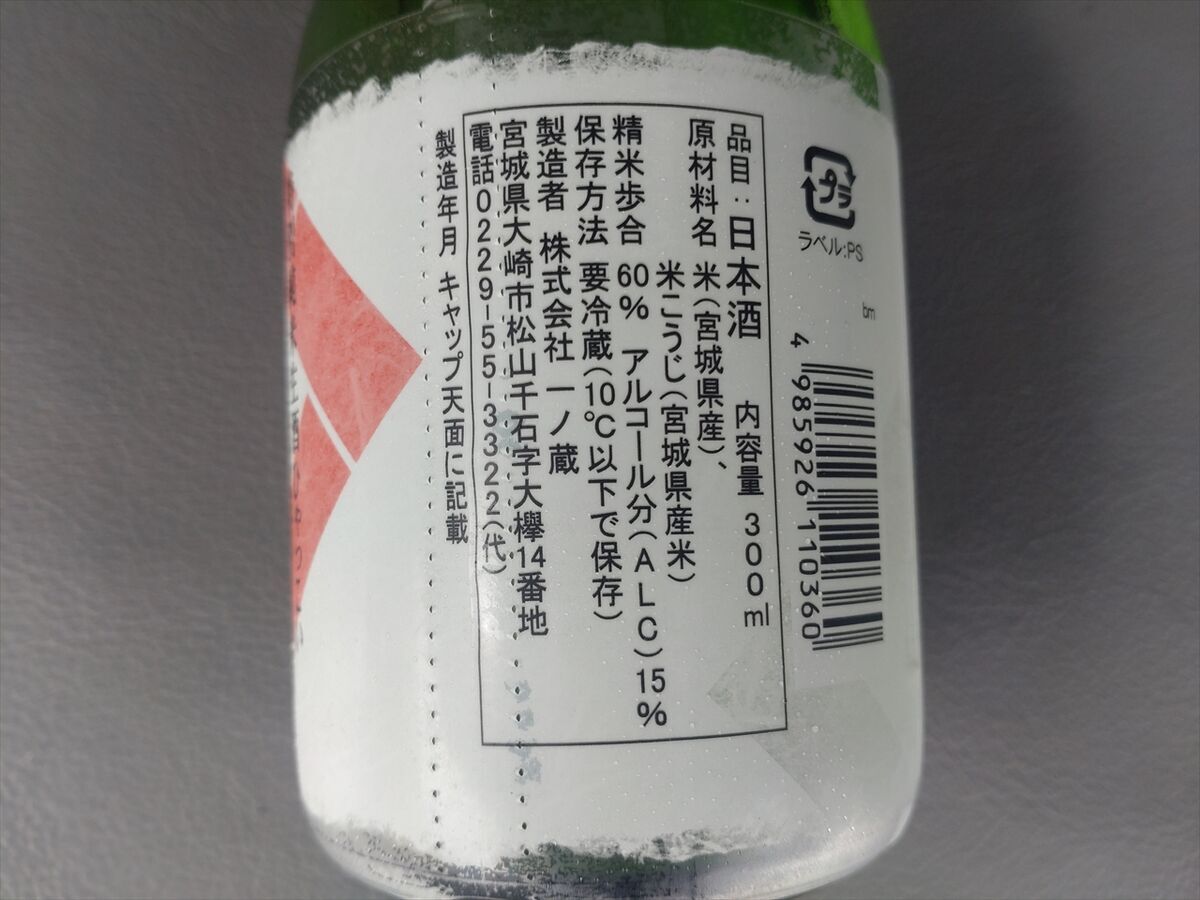 プラ
ラベル:PS
bm
4 985926 110360
品目:日本酒 内容量 300ml
原材料名 米(宮城県産)、
米こうじ(宮城県産米)
精米歩合 60% アルコール分(ALC)15%
保存方法 要冷蔵(10℃以下で保存)
製造者 株式会社 一ノ蔵
宮城県大崎市松山千石字大欅14番地
電話0229-55-3322(代)
製造年月 キャップ天面に記載